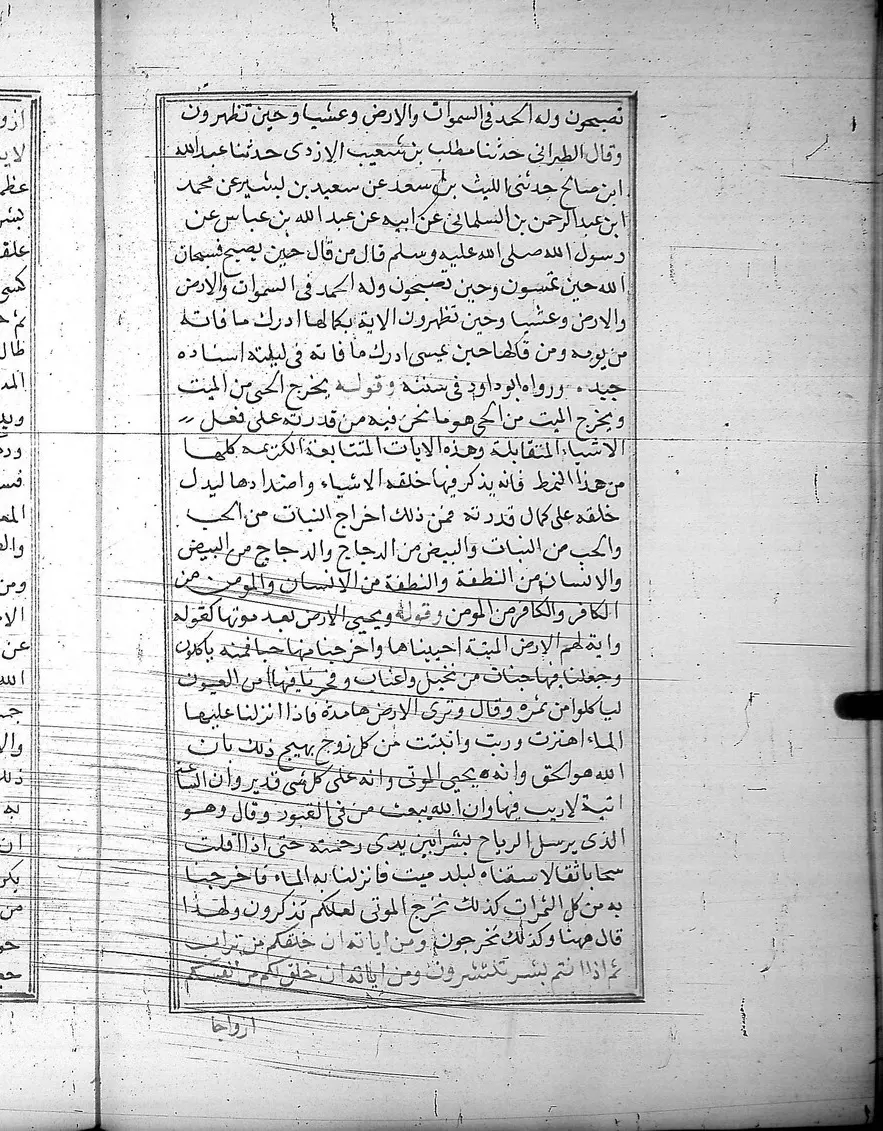 تصبحون وله الحمد في السموات والارض وعشيا وحين تظهرون
وقال الطبراني حدثنا مطلب بن شعيب الازدي حدثنا عبد الله
ابن صالح حدثني الليث بن سعد عن سعيد بن بشير عن محمد
ابن عبد الرحمن بن السلماني عن ابيه عن عبد الله بن عباس عن
رسول الله صلى الله عليه وسلم قال من قال حين يصبح فسبحان
الله حين تمسون وحين تصبحون وله الحمد في السموات والارض
والارض وعشيا وحين تظهرون الاية بكمالها ادرك ما فاته
من يومه ومن قالها حين يمسي ادرك ما فاته في ليلته اسناده
جيد ورواه ابو داود في سننه وقوله يخرج الحي من الميت
ويخرج الميت من الحي هو ما نحن فيه من قدرته على فعل
الاشياء المتقابلة وهذه الايات المتتابعة الكريمه كلها
من هذا النمط فانه يذكر فيها خلقه الاشياء واضدادها ليدل
خلقه على كمال قدرته فمن ذلك اخراج النبات من الحب
والحب من النبات والبيض من الدجاج والدجاج من البيض
والانسان من النطفة والنطفة من الانسان والمومن من
الكافر والكافر من المومن وقوله ويحيي الارض بعد موتها كقوله
واية لهم الارض الميتة احييناها واخرجنا منها حبا فمنه ياكلون
وجعلنا فيها جنات من نخيل واعناب وفجرنا فيها من العيون
لياكلوا من ثمره وقال وترى الارض هامدة فاذا انزلنا عليها
الماء اهتزت وربت وانبتت من كل زوج بهيج ذلك بان
الله هو الحق وانه يحيي الموتى وانه على كل شي قدير وان الساعة
اتية لاريب فيها وان الله يبعث من في القبور وقال وهو
الذي يرسل الرياح بشرا بين يدي رحمته حتى اذا اقلت
سحابا ثقالا سقناه لبلد ميت فانزلنا به الماء فاخرجنا
به من كل الثمرات كذلك نخرج الموتى لعلكم تذكرون ولهذا
قال ههنا وكذلك تخرجون ومن اياته ان خلقكم من تراب
ثم اذا انتم بشر تنتشرون ومن اياته ان خلق لكم من انفسكم
ازواجا